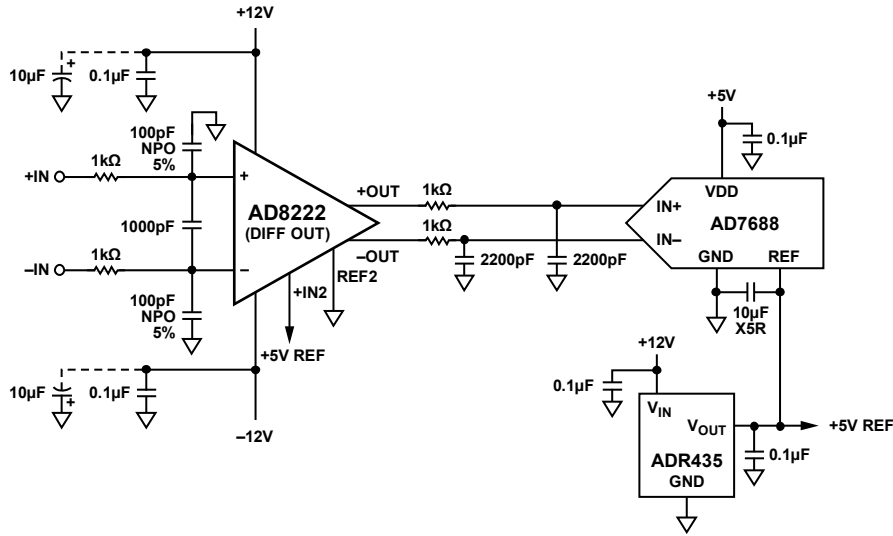 +12V
10µF
+
0.1µF
100pF
NPO
5%
+IN
1kΩ
+
1000pF
AD8222
(DIFF OUT)
–IN
1kΩ
–
100pF
NPO
5%
+OUT
1kΩ
–OUT
1kΩ
REF2
+IN2
+5V REF
2200pF
2200pF
10µF
+
0.1µF
–12V
+5V
0.1µF
VDD
IN+
AD7688
IN–
GND
REF
10µF
X5R
+12V
0.1µF
VIN
VOUT
+5V REF
ADR435
0.1µF
GND